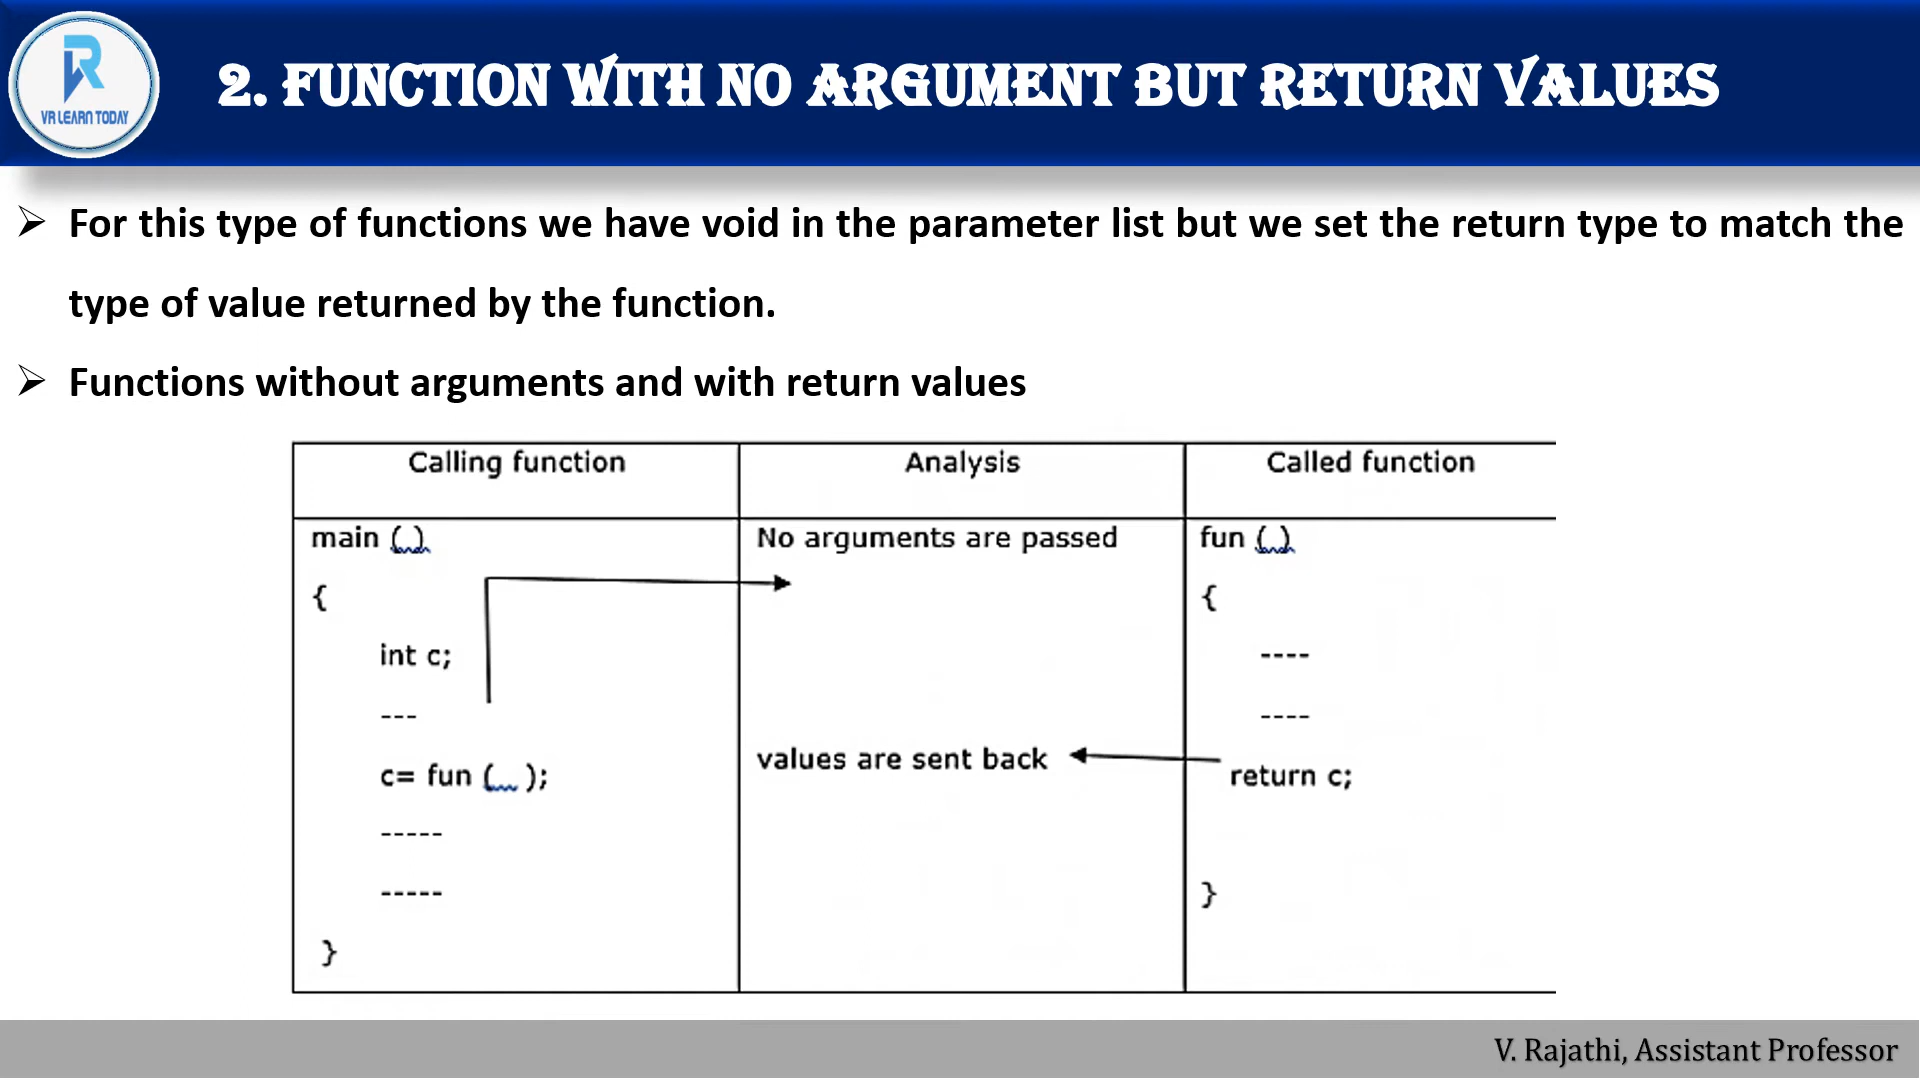 VR LEARN TODAY
2. FUNCTION WITH NO ARGUMENT BUT RETURN VALUES
➢ For this type of functions we have void in the parameter list but we set the return type to match the
type of value returned by the function.
➢ Functions without arguments and with return values
Calling function Analysis Called function
main ( ) No arguments are passed fun ( )
{ {
int c; ----
--- ----
c= fun ( ); values are sent back return c;
-----
----- }
}
V. Rajathi, Assistant Professor